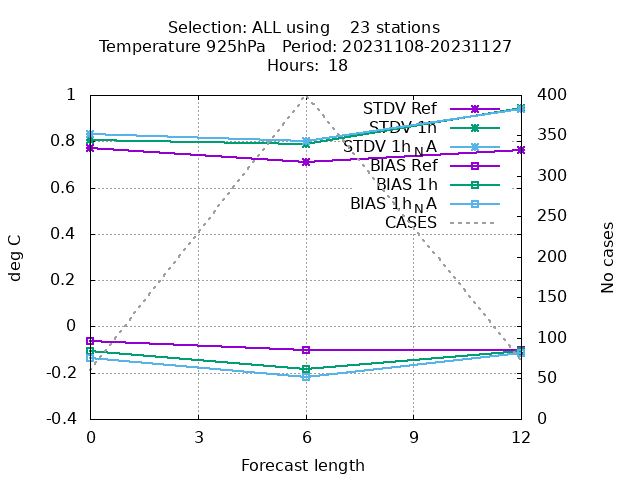 Selection: ALL using 23 stations
Temperature 925hPa Period: 20231108-20231127
Hours: 18
1
0.8
0.6
0.4
0.2
0
-0.2
-0.4
deg C
400
350
300
250
200
150
100
50
0
No cases
STDV Ref
STDV 1h
STDV 1h_NA
BIAS Ref
BIAS 1h
BIAS 1h_NA
CASES
0 3 6 9 12
Forecast length